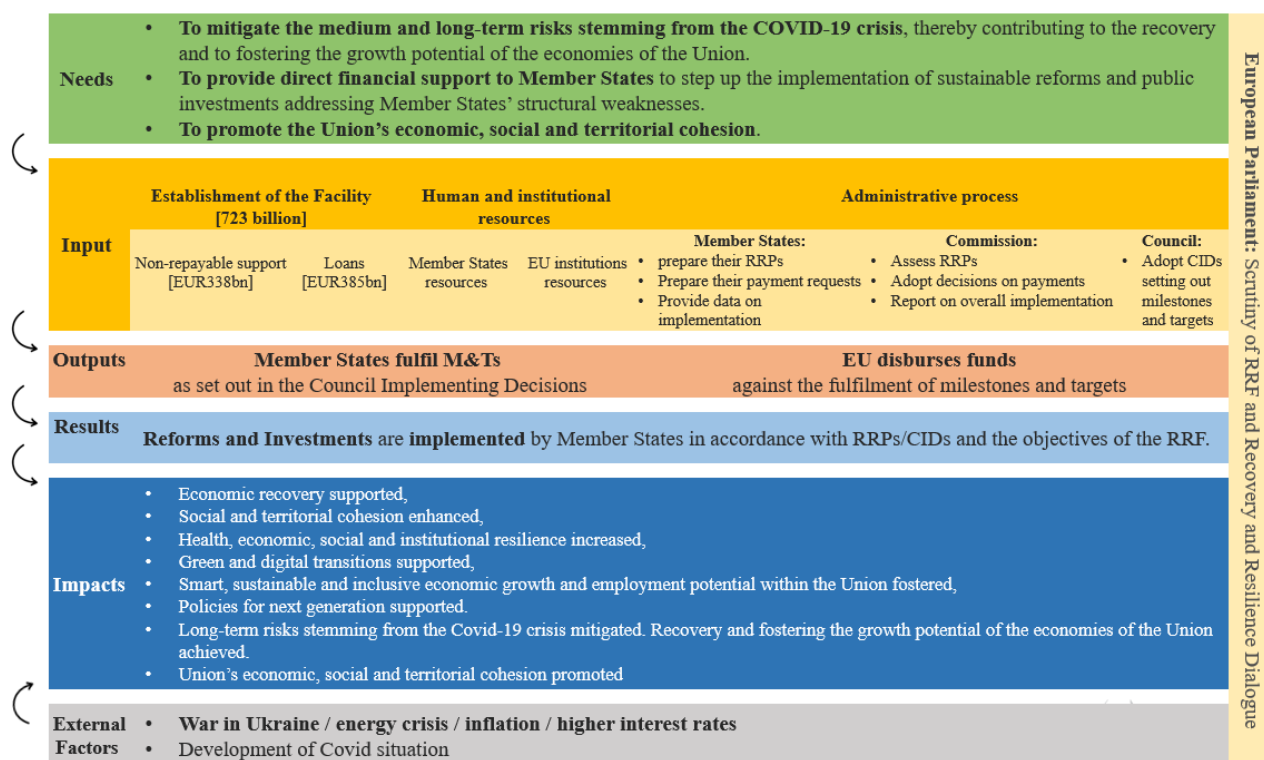 Needs
• To mitigate the medium and long-term risks stemming from the COVID-19 crisis, thereby contributing to the recovery
and to fostering the growth potential of the economies of the Union.
• To provide direct financial support to Member States to step up the implementation of sustainable reforms and public
investments addressing Member States’ structural weaknesses.
• To promote the Union’s economic, social and territorial cohesion.
Input
Establishment of the Facility
[723 billion]
Human and institutional
resources
Administrative process
Non-repayable support
[EUR338bn]
Loans
[EUR385bn]
Member States
resources
EU institutions
resources
Member States:
• prepare their RRPs
• Prepare their payment requests
• Provide data on
implementation
Commission:
• Assess RRPs
• Adopt decisions on payments
• Report on overall implementation
Council:
• Adopt CIDs
setting out
milestones
and targets
Outputs
Member States fulfil M&Ts
as set out in the Council Implementing Decisions
EU disburses funds
against the fulfilment of milestones and targets
Results
Reforms and Investments are implemented by Member States in accordance with RRPs/CIDs and the objectives of the RRF.
Impacts
• Economic recovery supported,
• Social and territorial cohesion enhanced,
• Health, economic, social and institutional resilience increased,
• Green and digital transitions supported,
• Smart, sustainable and inclusive economic growth and employment potential within the Union fostered,
• Policies for next generation supported.
• Long-term risks stemming from the Covid-19 crisis mitigated. Recovery and fostering the growth potential of the economies of the Union
achieved.
• Union’s economic, social and territorial cohesion promoted
External
Factors
• War in Ukraine / energy crisis / inflation / higher interest rates
• Development of Covid situation
European Parliament: Scrutiny of RRF and Recovery and Resilience Dialogue